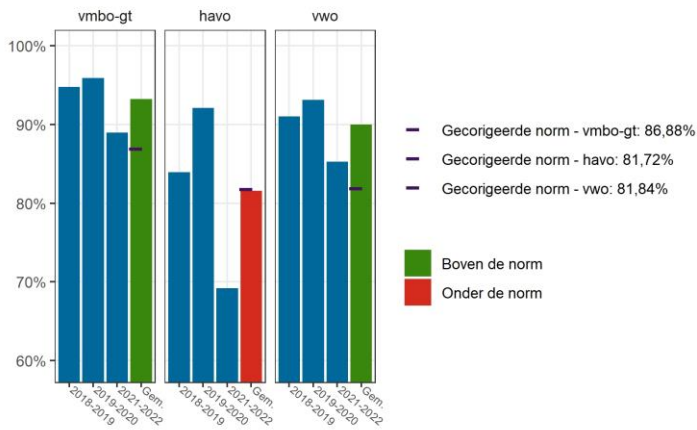 vmbo-gt
havo
vwo
100%
90%
80%
70%
60%
2018-2019
2019-2020
2021-2022
Gem.
2018-2019
2019-2020
2021-2022
Gem.
2018-2019
2019-2020
2021-2022
Gem.
Gecorigeerde norm - vmbo-gt: 86,88%
Gecorigeerde norm - havo: 81,72%
Gecorigeerde norm - vwo: 81,84%
Boven de norm
Onder de norm